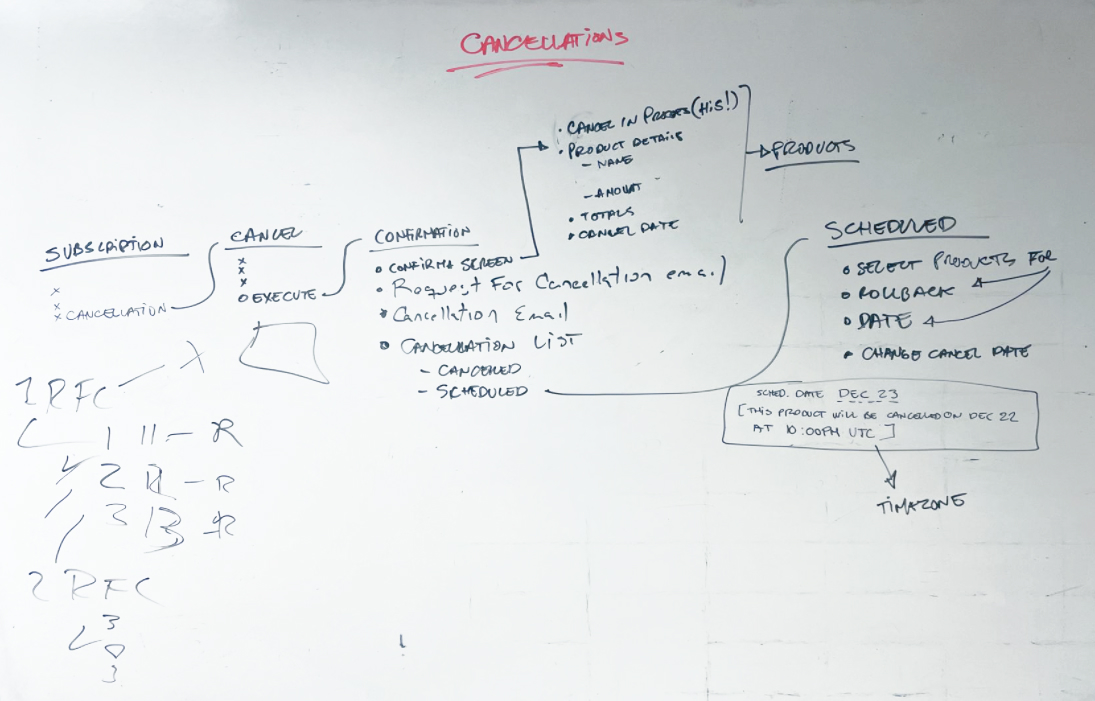 CANCELLATIONS
SUBSCRIPTION
x
x
x CANCELLATION
CANCEL
x
x
x
EXECUTE
CONFIRMATION
• CONFIRMA SCREEN
• Request For Cancellation email
• Cancellation Email
• CANCELLATION LIST
- CANCELLED
- SCHEDULED
• CANCEL IN (His!)
• PRODUCT DETAILS
- NAME
- AMOUNT
• TOTALS
• CANCEL DATE
PRODUCTS
SCHEDULED
• SELECT PRODUCTS FOR
• ROLLBACK
• DATE
• CHANGE CANCEL DATE
SCHED. DATE DEC 23
[THIS PRODUCT WILL BE CANCELLED ON DEC 22
AT 10:00PM UTC]
TIMAZONE
1 RFC
1 11 - R
2 - R
3 13 - R
2 RFC
3
3